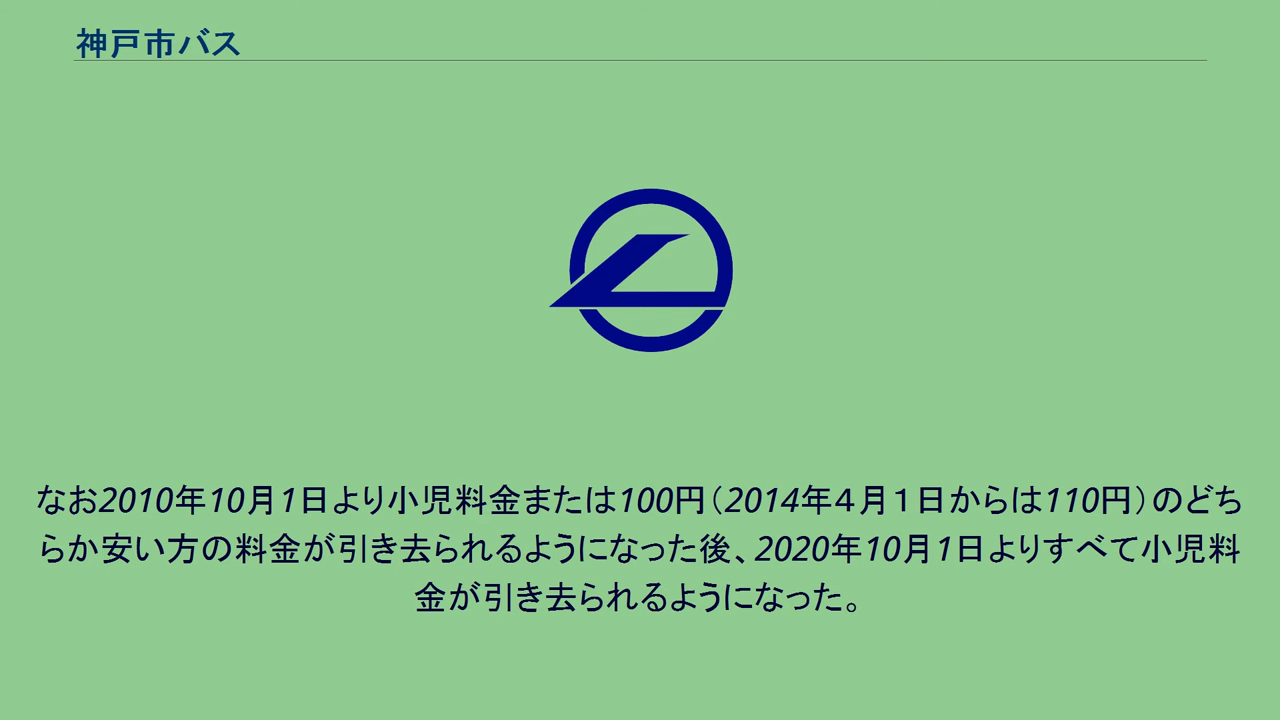 神戸市バス
なお2010年10月1日より小児料金または100円（2014年４月１日からは110円）のどち
らか安い方の料金が引き去られるようになった後、2020年10月1日よりすべて小児料
金が引き去られるようになった。